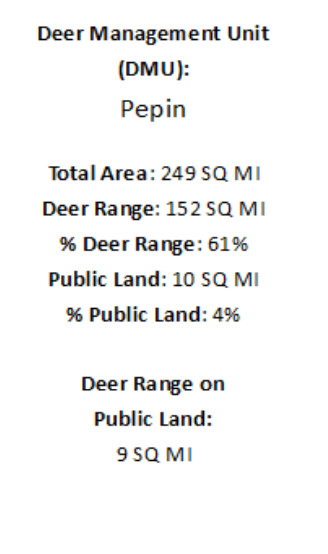 Deer Management Unit
(DMU):
Pepin
Total Area: 249 SQ MI
Deer Range: 152 SQ MI
% Deer Range: 61%
Public Land: 10 SQ MI
% Public Land: 4%
Deer Range on
Public Land:
9 SQ MI